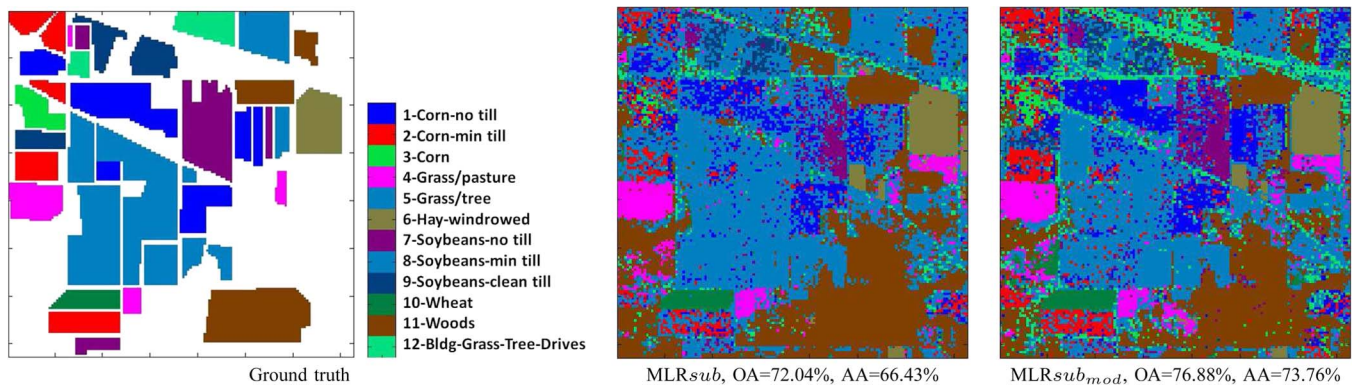 1-Corn-no till
2-Corn-min till
3-Corn
4-Grass/pasture
5-Grass/tree
6-Hay-windrowed
7-Soybeans-no till
8-Soybeans-min till
9-Soybeans-clean till
10-Wheat
11-Woods
12-Bldg-Grass-Tree-Drives
Ground truth
MLRsub, OA=72.04%, AA=66.43%
MLRsubmod, OA=76.88%, AA=73.76%